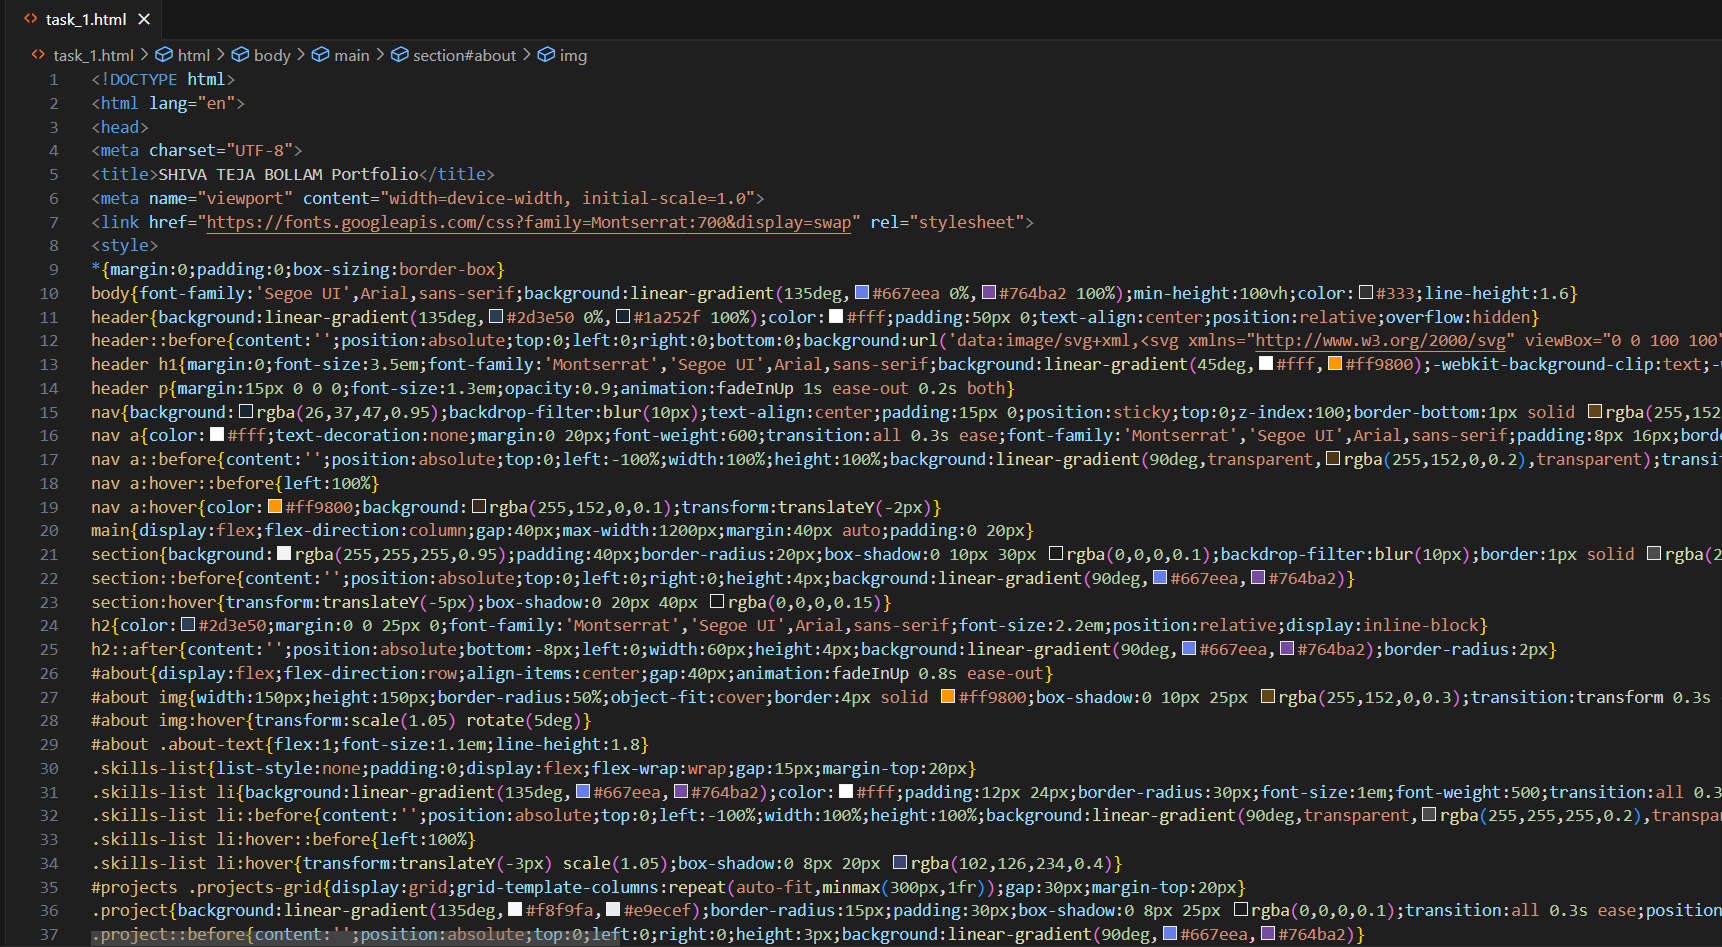 task_1.html
task_1.html > html > body > main > section#about > img
1 <!DOCTYPE html>
2 <html lang="en">
3 <head>
4 <meta charset="UTF-8">
5 <title>SHIVA TEJA BOLLAM Portfolio</title>
6 <meta name="viewport" content="width=device-width, initial-scale=1.0">
7 <link href="https://fonts.googleapis.com/css?family=Montserrat:700&display=swap" rel="stylesheet">
8 <style>
9 *{margin:0;padding:0;box-sizing:border-box}
10 body{font-family:'Segoe UI',Arial,sans-serif;background:linear-gradient(135deg,#667eea 0%,#764ba2 100%);min-height:100vh;color:#333;line-height:1.6}
11 header{background:linear-gradient(135deg,#2d3e50 0%,#1a252f 100%);color:#fff;padding:50px 0;text-align:center;position:relative;overflow:hidden}
12 header::before{content:'';position:absolute;top:0;left:0;right:0;bottom:0;background:url('data:image/svg+xml,<svg xmlns="http://www.w3.org/2000/svg" viewBox="0 0 100 100"
13 header h1{margin:0;font-size:3.5em;font-family:'Montserrat','Segoe UI',Arial,sans-serif;background:linear-gradient(45deg,#fff,#ff9800);-webkit-background-clip:text;-
14 header p{margin:15px 0 0 0;font-size:1.3em;opacity:0.9;animation:fadeInUp 1s ease-out 0.2s both}
15 nav{background:rgba(26,37,47,0.95);backdrop-filter:blur(10px);text-align:center;padding:15px 0;position:sticky;top:0;z-index:100;border-bottom:1px solid rgba(255,152
16 nav a{color:#fff;text-decoration:none;margin:0 20px;font-weight:600;transition:all 0.3s ease;font-family:'Montserrat','Segoe UI',Arial,sans-serif;padding:8px 16px;bord
17 nav a::before{content:'';position:absolute;top:0;left:-100%;width:100%;height:100%;background:linear-gradient(90deg,transparent,rgba(255,152,0,0.2),transparent);transi
18 nav a:hover::before{left:100%}
19 nav a:hover{color:#ff9800;background:rgba(255,152,0,0.1);transform:translateY(-2px)}
20 main{display:flex;flex-direction:column;gap:40px;max-width:1200px;margin:40px auto;padding:0 20px}
21 section{background:rgba(255,255,255,0.95);padding:40px;border-radius:20px;box-shadow:0 10px 30px rgba(0,0,0,0.1);backdrop-filter:blur(10px);border:1px solid rgba(2
22 section::before{content:'';position:absolute;top:0;left:0;right:0;height:4px;background:linear-gradient(90deg,#667eea,#764ba2)}
23 section:hover{transform:translateY(-5px);box-shadow:0 20px 40px rgba(0,0,0,0.15)}
24 h2{color:#2d3e50;margin:0 0 25px 0;font-family:'Montserrat','Segoe UI',Arial,sans-serif;font-size:2.2em;position:relative;display:inline-block}
25 h2::after{content:'';position:absolute;bottom:-8px;left:0;width:60px;height:4px;background:linear-gradient(90deg,#667eea,#764ba2);border-radius:2px}
26 #about{display:flex;flex-direction:row;align-items:center;gap:40px;animation:fadeInUp 0.8s ease-out}
27 #about img{width:150px;height:150px;border-radius:50%;object-fit:cover;border:4px solid #ff9800;box-shadow:0 10px 25px rgba(255,152,0,0.3);transition:transform 0.3s
28 #about img:hover{transform:scale(1.05) rotate(5deg)}
29 #about .about-text{flex:1;font-size:1.1em;line-height:1.8}
30 .skills-list{list-style:none;padding:0;display:flex;flex-wrap:wrap;gap:15px;margin-top:20px}
31 .skills-list li{background:linear-gradient(135deg,#667eea,#764ba2);color:#fff;padding:12px 24px;border-radius:30px;font-size:1em;font-weight:500;transition:all 0.3
32 .skills-list li::before{content:'';position:absolute;top:0;left:-100%;width:100%;height:100%;background:linear-gradient(90deg,transparent,rgba(255,255,255,0.2),transpa
33 .skills-list li:hover::before{left:100%}
34 .skills-list li:hover{transform:translateY(-3px) scale(1.05);box-shadow:0 8px 20px rgba(102,126,234,0.4)}
35 #projects .projects-grid{display:grid;grid-template-columns:repeat(auto-fit,minmax(300px,1fr));gap:30px;margin-top:20px}
36 .project{background:linear-gradient(135deg,#f8f9fa,#e9ecef);border-radius:15px;padding:30px;box-shadow:0 8px 25px rgba(0,0,0,0.1);transition:all 0.3s ease;position
37 .project::before{content:'';position:absolute;top:0;left:0;right:0;height:3px;background:linear-gradient(90deg,#667eea,#764ba2)}